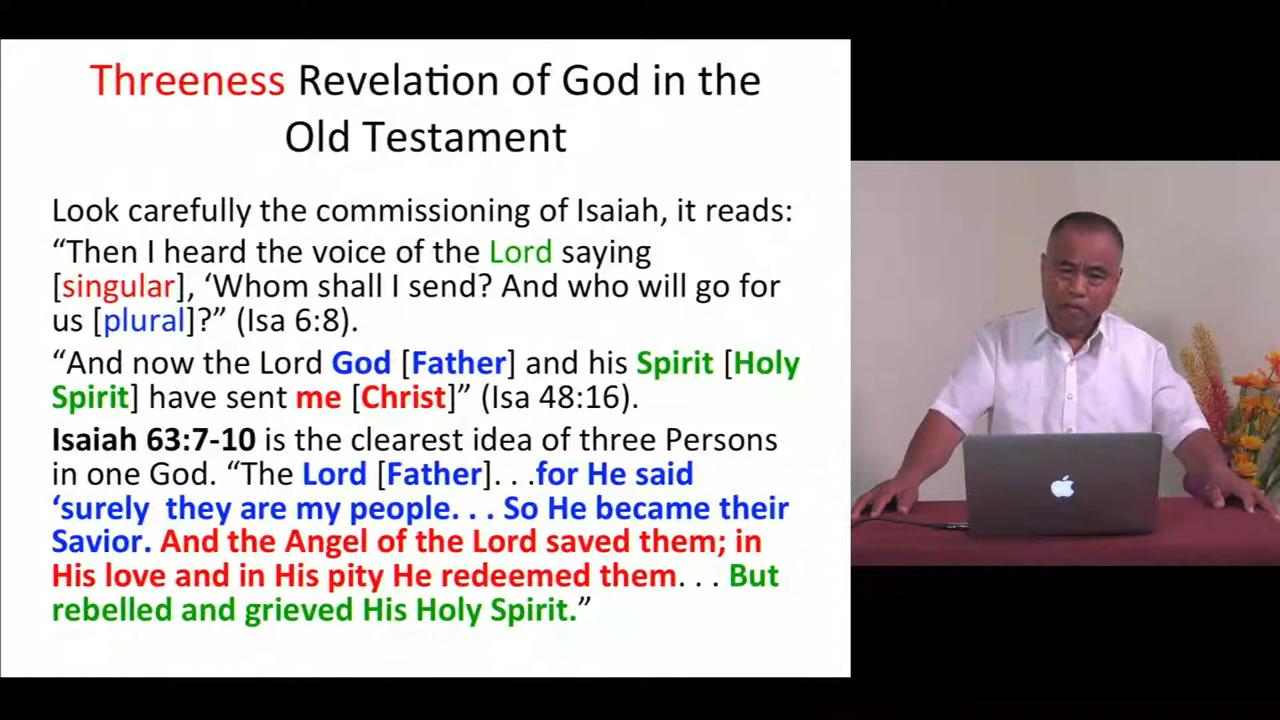 Threeness Revelation of God in the
Old Testament
Look carefully the commissioning of Isaiah, it reads:
“Then I heard the voice of the Lord saying
[singular], ‘Whom shall I send? And who will go for
us [plural]?” (Isa 6:8).
“And now the Lord God [Father] and his Spirit [Holy
Spirit] have sent me [Christ]” (Isa 48:16).
Isaiah 63:7-10 is the clearest idea of three Persons
in one God. “The Lord [Father]. . .for He said
‘surely they are my people. . . So He became their
Savior. And the Angel of the Lord saved them; in
His love and in His pity He redeemed them. . . But
rebelled and grieved His Holy Spirit.”